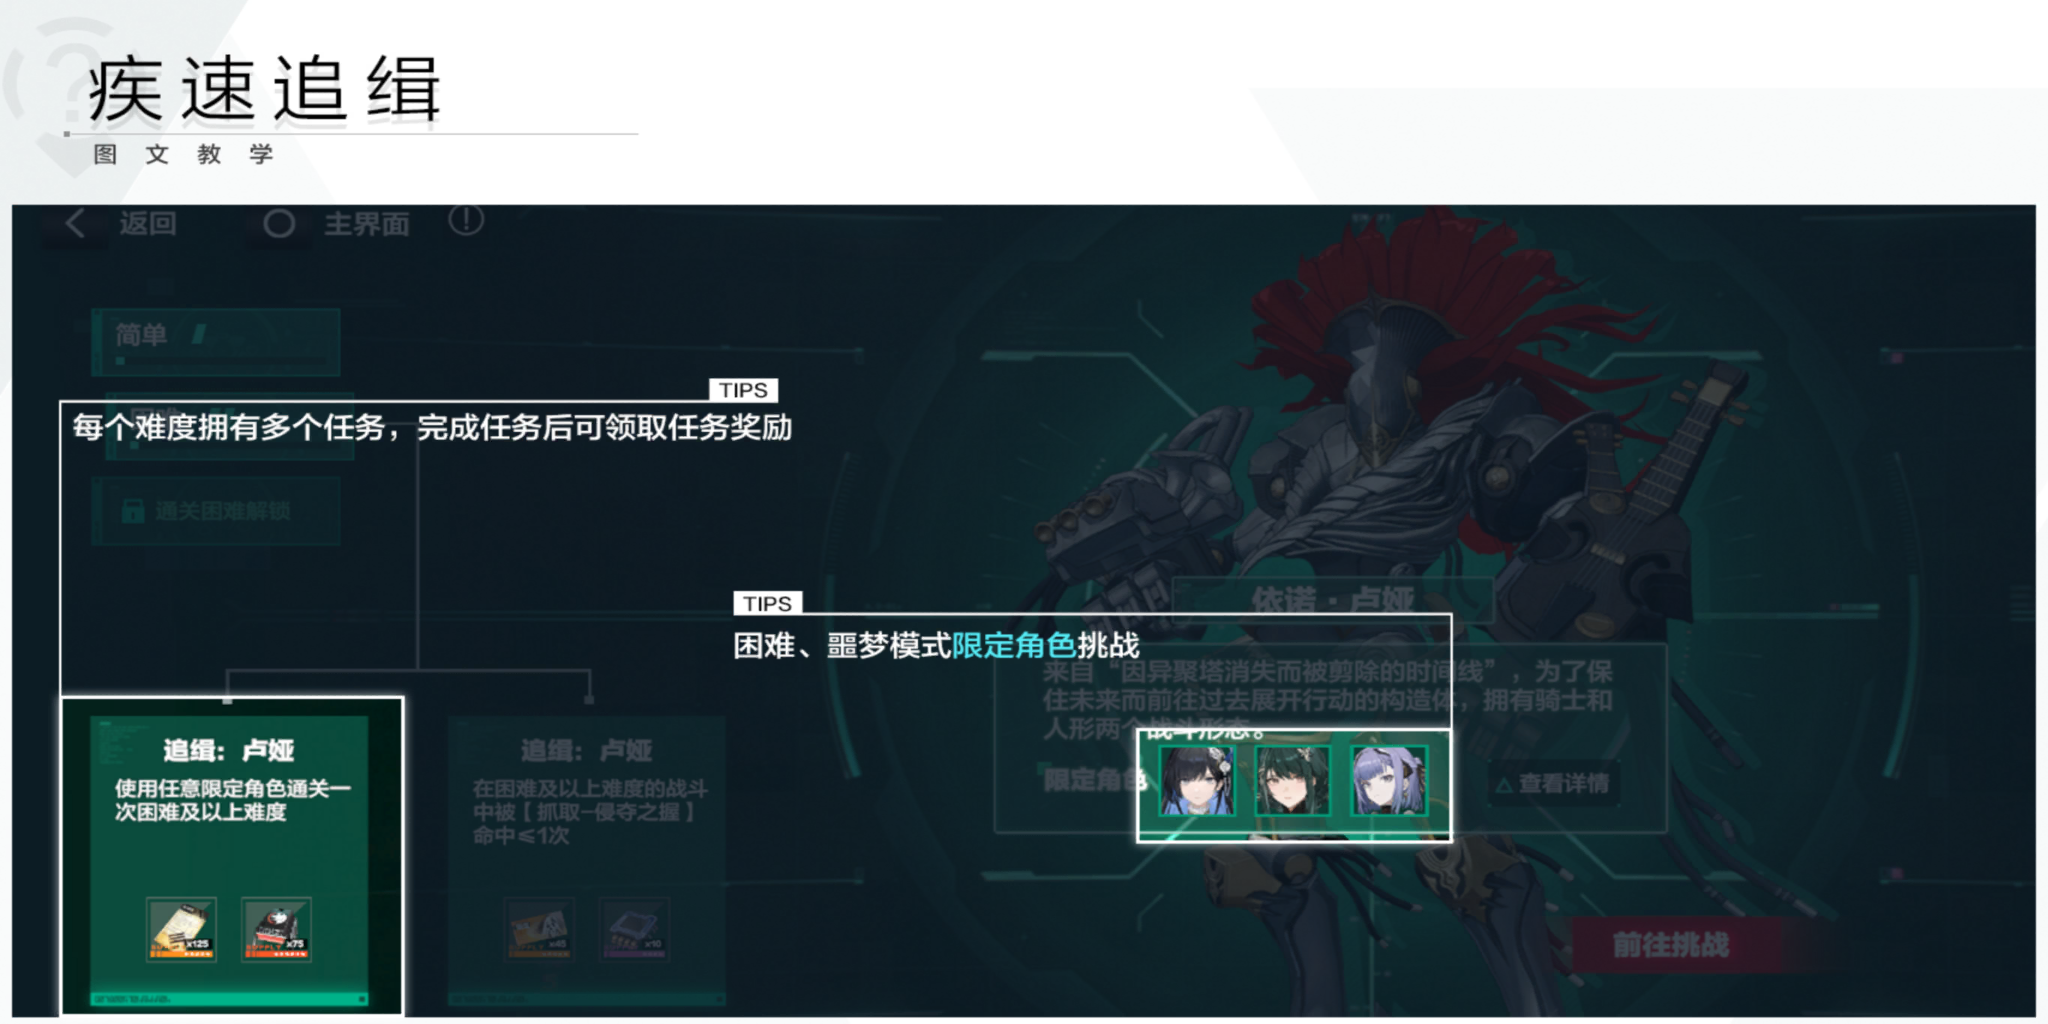 疾速追缉
图文教学
返回
主界面
简单
TIPS
每个难度拥有多个任务，完成任务后可领取任务奖励
通关困难解锁
TIPS
困难、噩梦模式限定角色挑战
依诺·卢娅
来自“因异聚塔消失而被剪除的时间线”，为了保
住未来而前往过去展开行动的构造体，拥有骑士和
人形两个战斗形态。
限定角色
查看详情
追缉：卢娅
使用任意限定角色通关一
次困难及以上难度
x125
x75
追缉：卢娅
在困难及以上难度的战斗
中被【抓取-侵夺之握】
命中≤1次
x45
x10
前往挑战